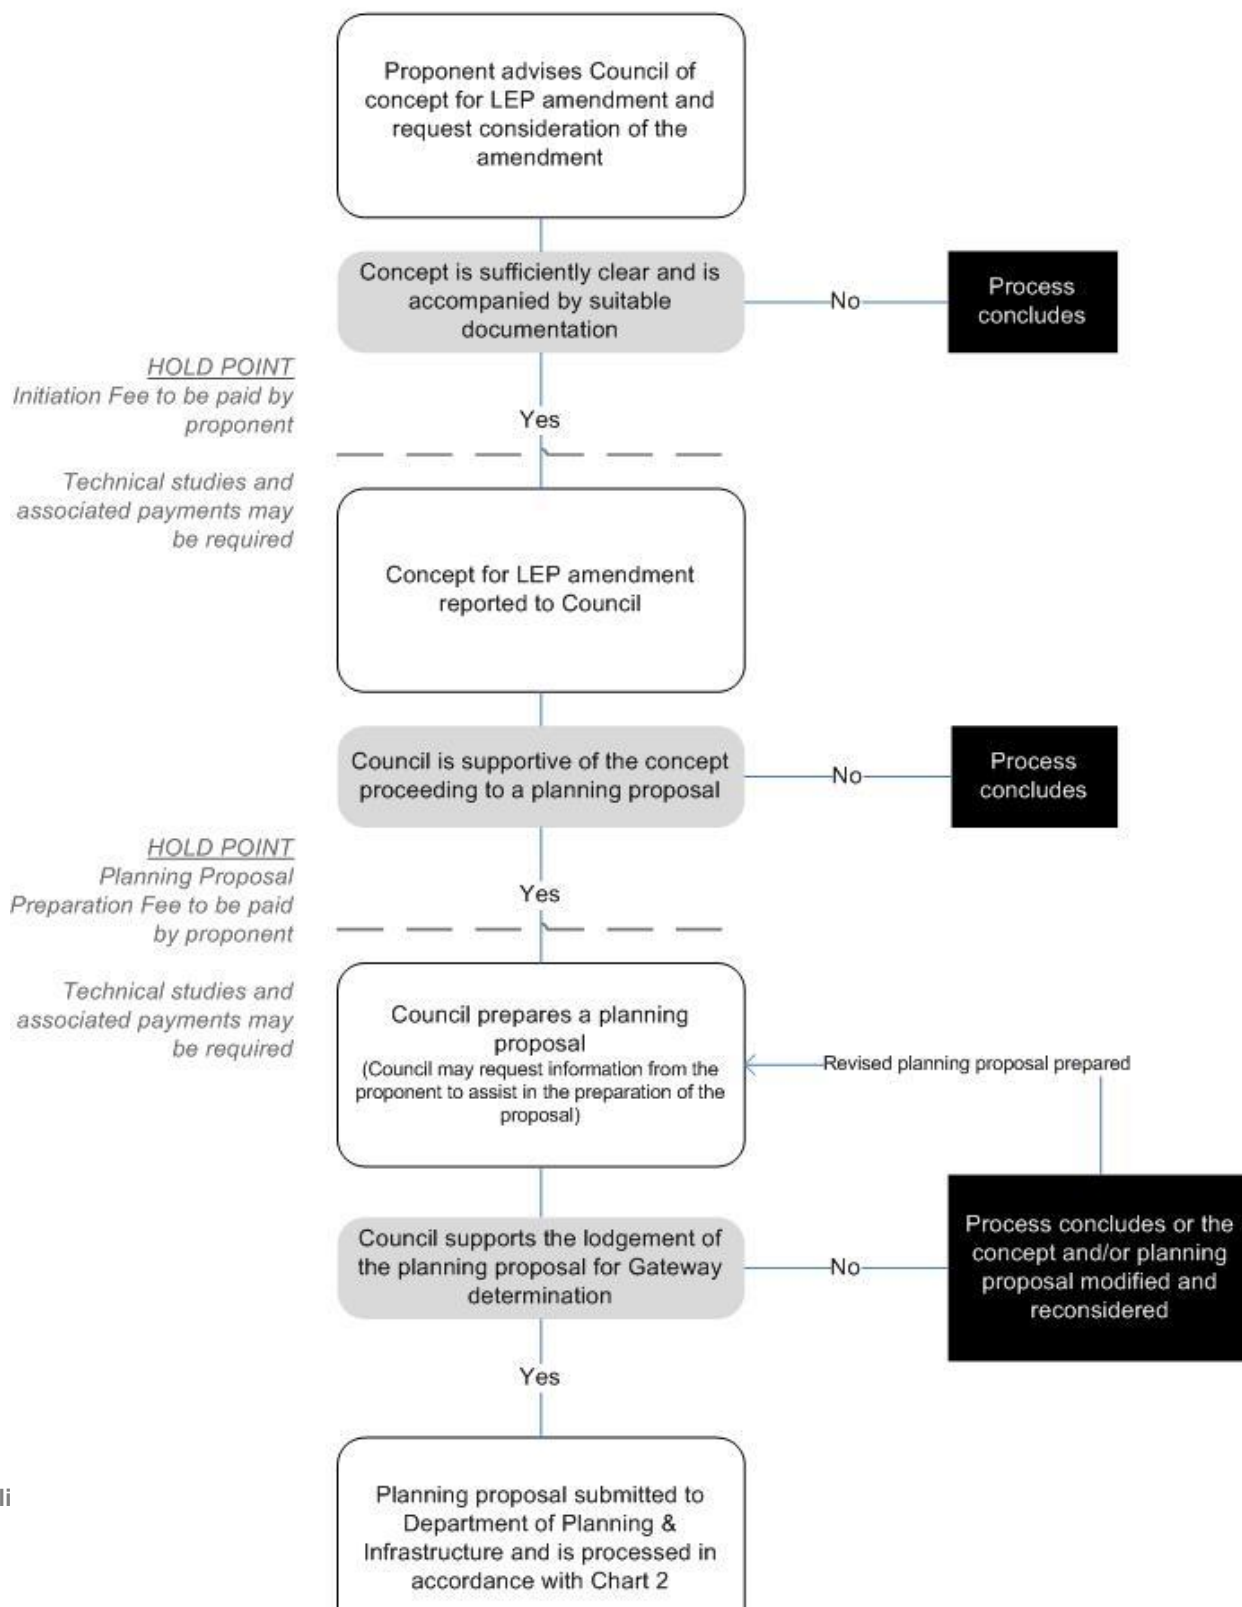 Proponent advises Council of
concept for LEP amendment and
request consideration of the
amendment
Concept is sufficiently clear and is
accompanied by suitable
documentation
No
Process
concludes
HOLD POINT
Initiation Fee to be paid by
proponent
Yes
Technical studies and
associated payments may
be required
Concept for LEP amendment
reported to Council
Council is supportive of the concept
proceeding to a planning proposal
No
Process
concludes
HOLD POINT
Planning Proposal
Preparation Fee to be paid
by proponent
Yes
Technical studies and
associated payments may
be required
Council prepares a planning
proposal
(Council may request information from the
proponent to assist in the preparation of the
proposal)
Revised planning proposal prepared
Council supports the lodgement of
the planning proposal for Gateway
determination
No
Process concludes or the
concept and/or planning
proposal modified and
reconsidered
Yes
li
Planning proposal submitted to
Department of Planning &
Infrastructure and is processed in
accordance with Chart 2